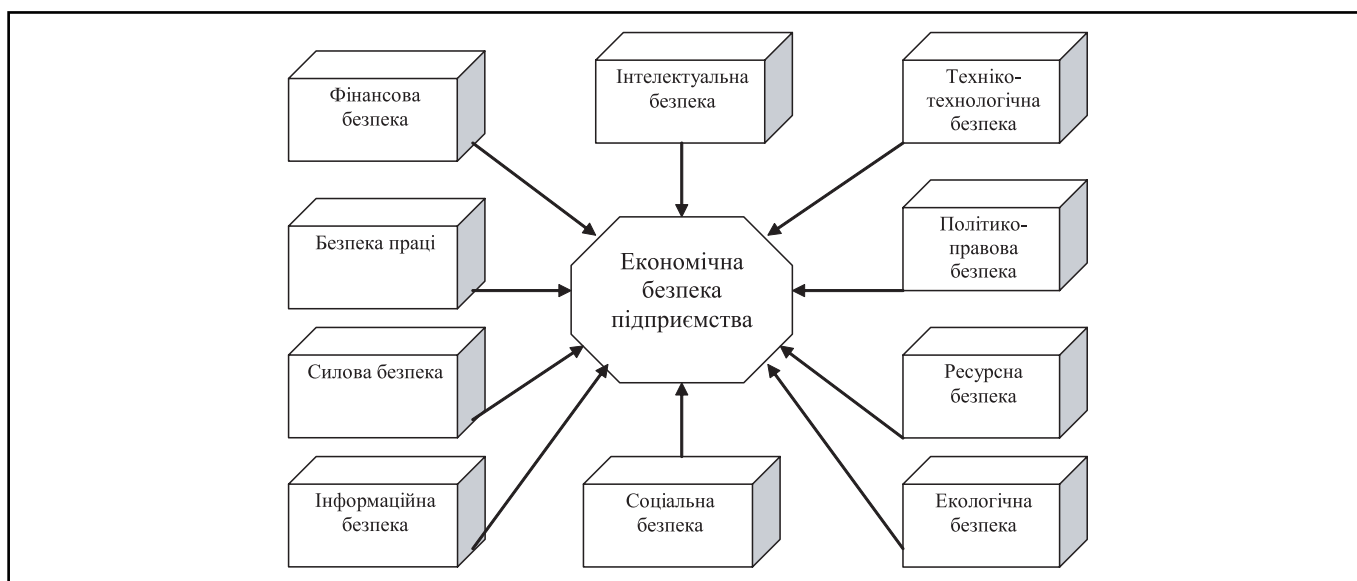 Фінансова
безпека
Інтелектуальна
безпека
Техніко-
технологічна
безпека
Безпека праці
Економічна
безпека
підприємства
Політико-
правова
безпека
Силова безпека
Ресурсна
безпека
Інформаційна
безпека
Соціальна
безпека
Екологічна
безпека